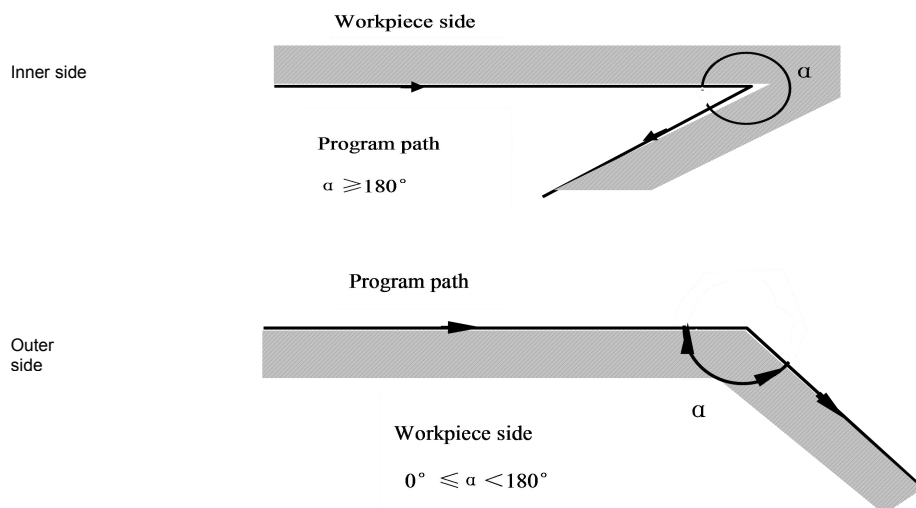 Workpiece side
Inner side
α
Program path
α ≥180°
Program path
Outer
side
α
Workpiece side
0° ≤ α <180°